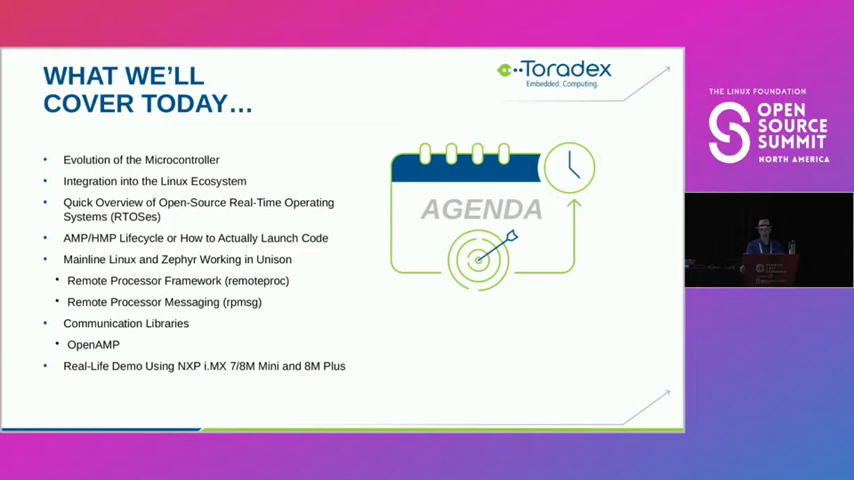 WHAT WE'LL
COVER TODAY…
Toradex
Embedded. Computing.
• Evolution of the Microcontroller
• Integration into the Linux Ecosystem
• Quick Overview of Open-Source Real-Time Operating
Systems (RTOSes)
• AMP/HMP Lifecycle or How to Actually Launch Code
• Mainline Linux and Zephyr Working in Unison
• Remote Processor Framework (remoteproc)
• Remote Processor Messaging (rpmsg)
• Communication Libraries
• OpenAMP
• Real-Life Demo Using NXP i.MX 7/8M Mini and 8M Plus
AGENDA
THE LINUX FOUNDATION
OPEN
SOURCE
SUMMIT
NORTH AMERICA